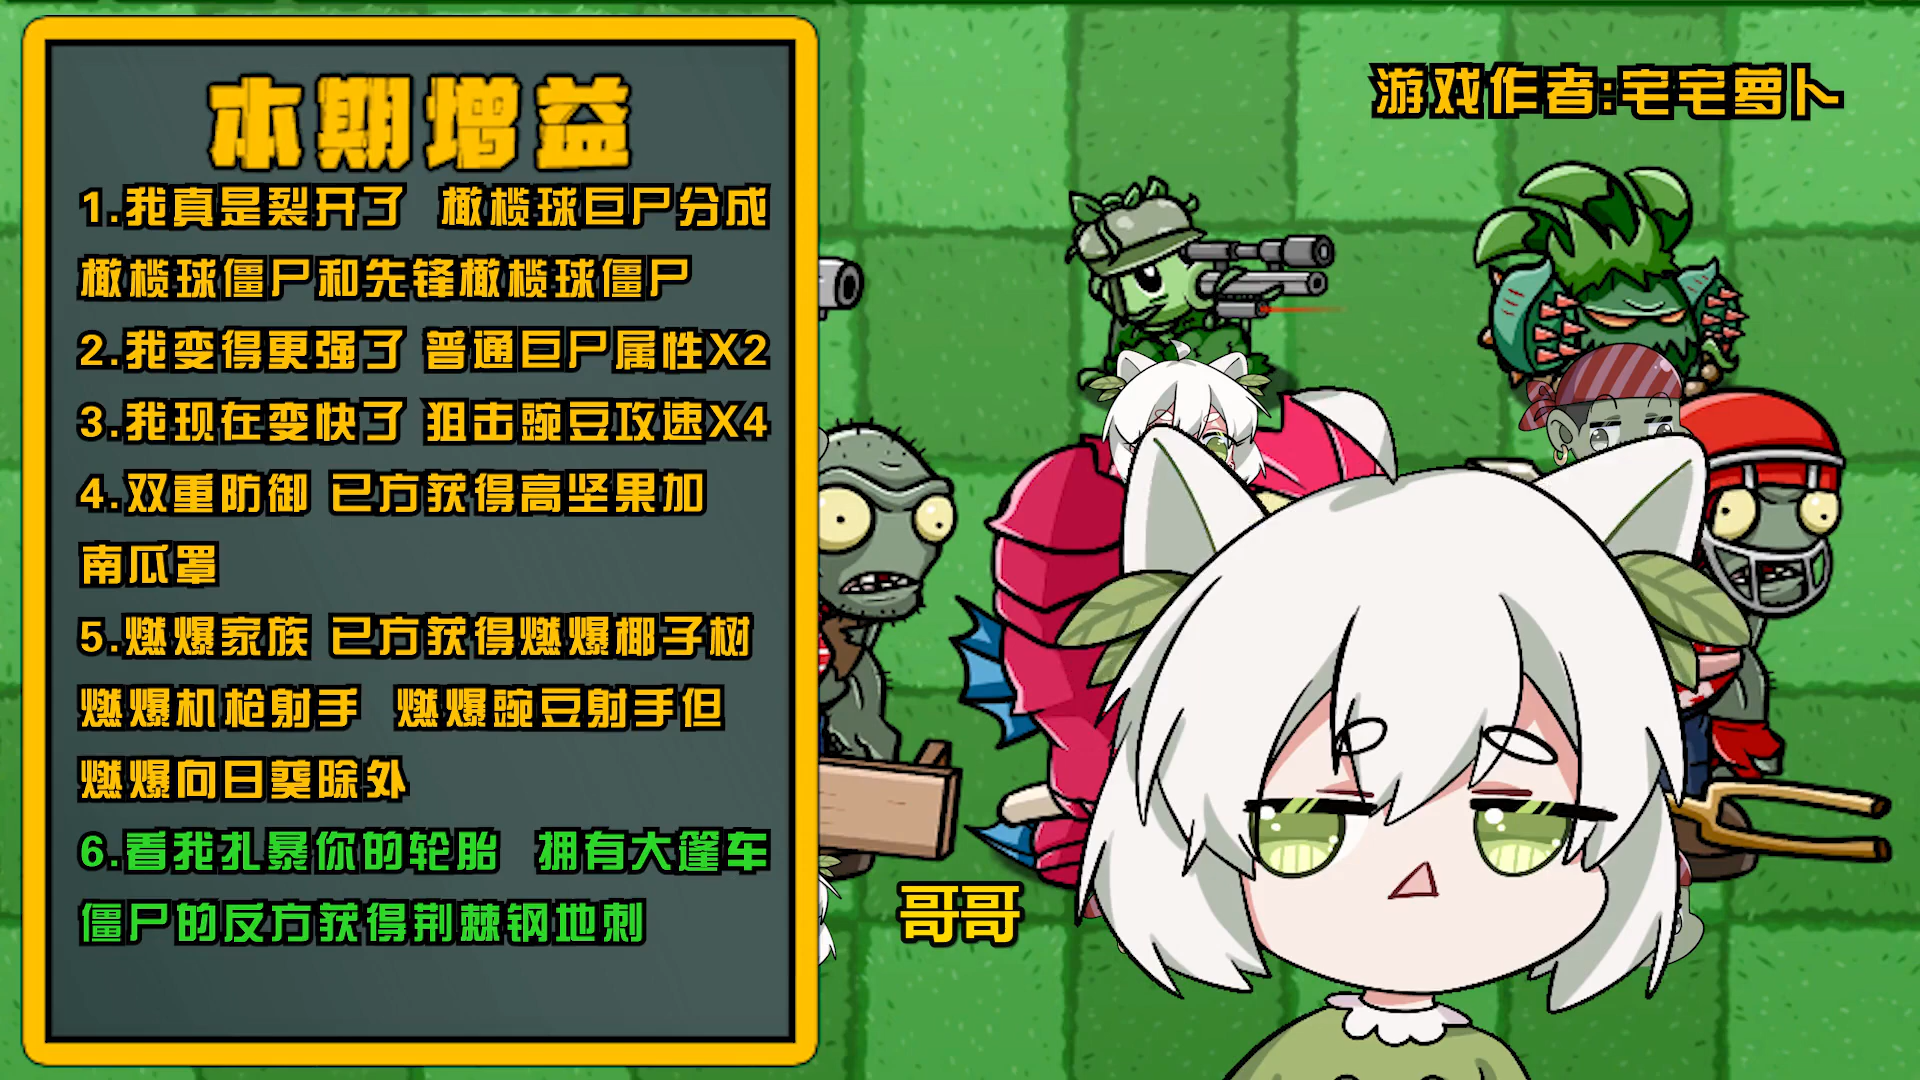 本期增益
1.我真是裂开了 橄榄球巨尸分成
橄榄球僵尸和先锋橄榄球僵尸
2.我变得更强了 普通巨尸属性X2
3.我现在变快了 狙击豌豆攻速X4
4.双重防御 已方获得高坚果加
南瓜罩
5.燃爆家族 已方获得燃爆椰子树
燃爆机枪射手 燃爆豌豆射手但
燃爆向日葵除外
6.看我扎暴你的轮胎 拥有大篷车
僵尸的反方获得荆棘钢地刺
游戏作者:宅宅萝卜
哥哥